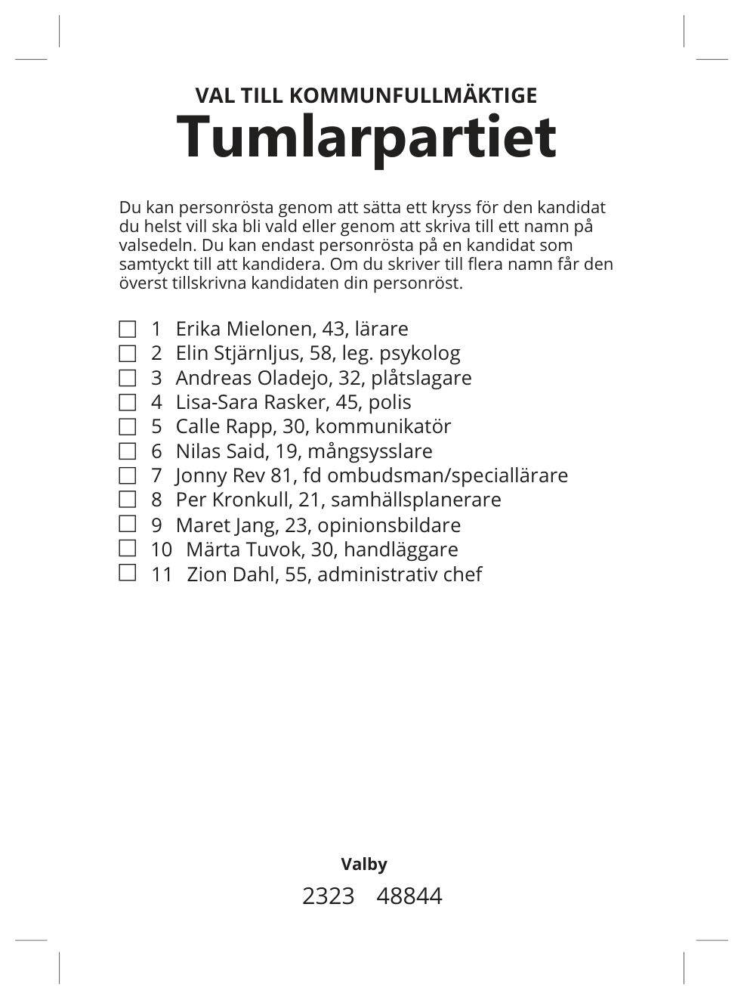 VAL TILL KOMMUNFULLMÄKTIGE
Tumlarpartiet
Du kan personrösta genom att sätta ett kryss för den kandidat
du helst vill ska bli vald eller genom att skriva till ett namn på
valsedeln. Du kan endast personrösta på en kandidat som
samtyckt till att kandidera. Om du skriver till flera namn får den
överst tillskrivna kandidaten din personröst.
1 Erika Mielonen, 43, lärare
2 Elin Stjärnljus, 58, leg. psykolog
3 Andreas Oladejo, 32, plåtslagare
4 Lisa-Sara Rasker, 45, polis
5 Calle Rapp, 30, kommunikatör
6 Nilas Said, 19, mångsysslare
7 Jonny Rev 81, fd ombudsman/speciallärare
8 Per Kronkull, 21, samhällsplanerare
9 Maret Jang, 23, opinionsbildare
10 Märta Tuvok, 30, handläggare
11 Zion Dahl, 55, administrativ chef
Valby
2323 48844